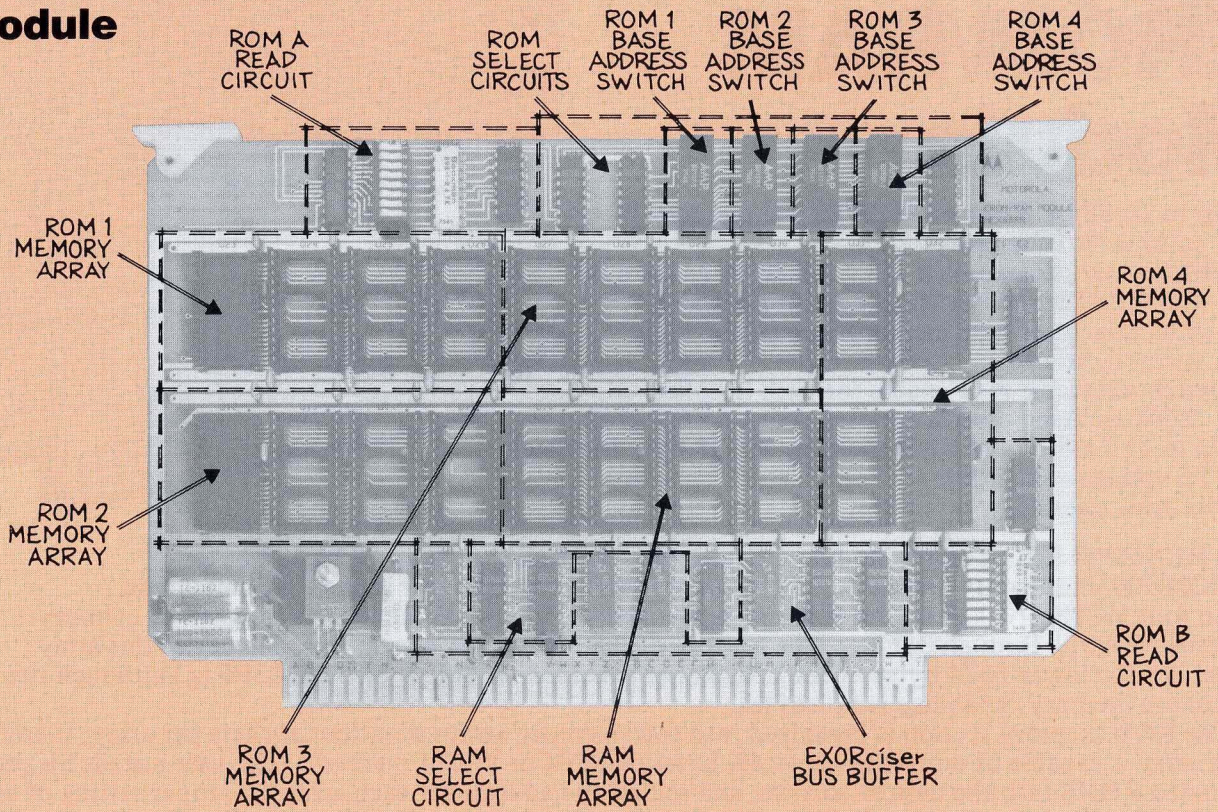 odule
ROM A
READ
CIRCUIT
ROM
SELECT
CIRCUITS
ROM 1
BASE
ADDRESS
SWITCH
ROM 2
BASE
ADDRESS
SWITCH
ROM 3
BASE
ADDRESS
SWITCH
ROM 4
BASE
ADDRESS
SWITCH
MOTOROLA
ROM 1
MEMORY
ARRAY
ROM 4
MEMORY
ARRAY
ROM 2
MEMORY
ARRAY
ROM B
READ
CIRCUIT
ROM 3
MEMORY
ARRAY
RAM
SELECT
CIRCUIT
RAM
MEMORY
ARRAY
EXORciser
BUS BUFFER